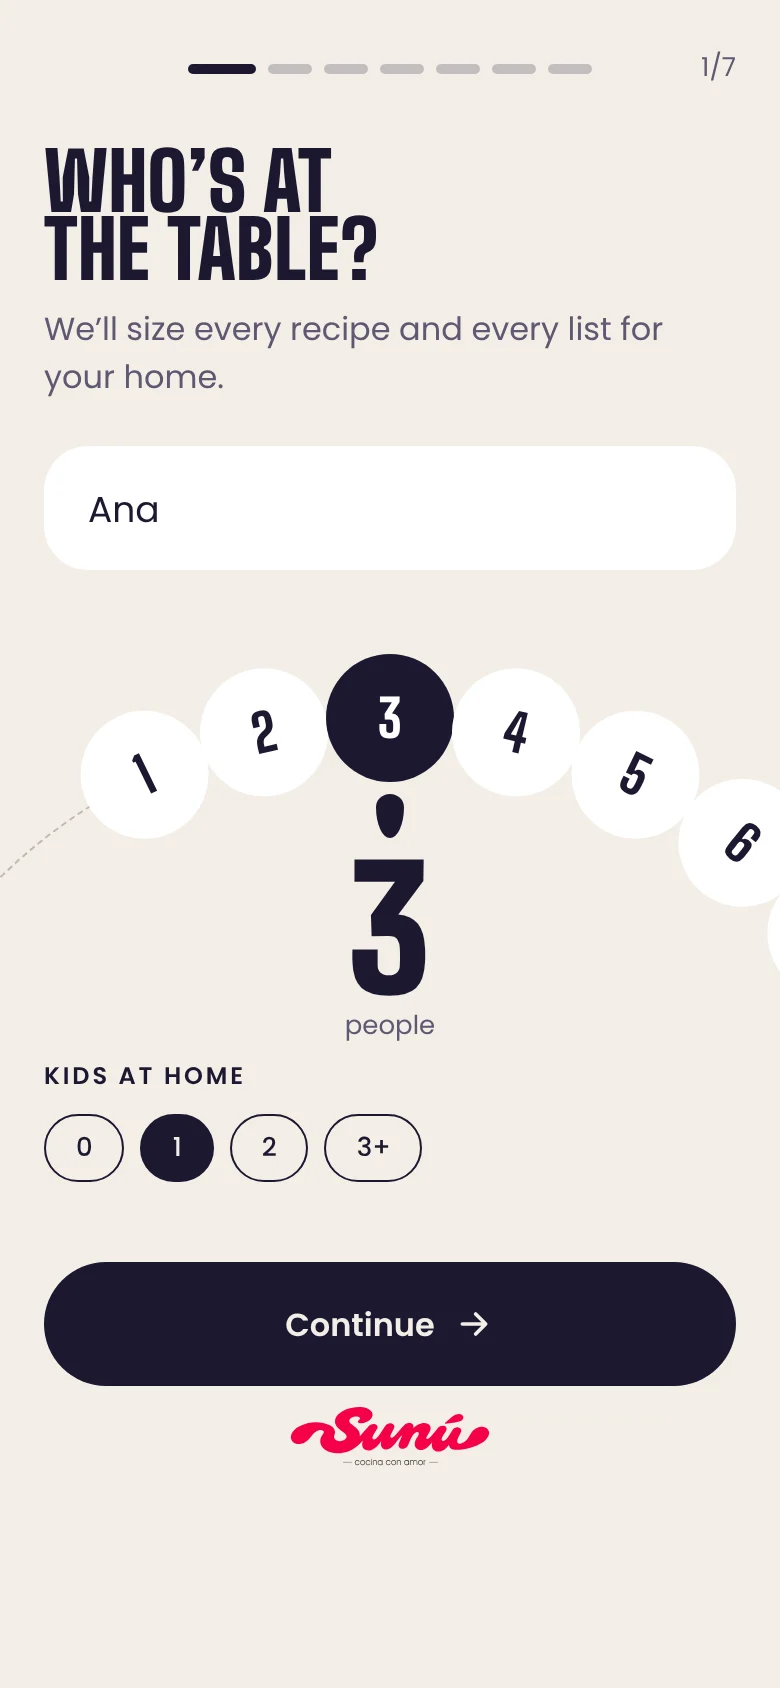 1/7
WHO’S AT
THE TABLE?
We’ll size every recipe and every list for
your home.
Ana
1
2
3
4
5
6
3
people
KIDS AT HOME
0 1 2 3+
Continue →
Sunú
— cocina con amor —